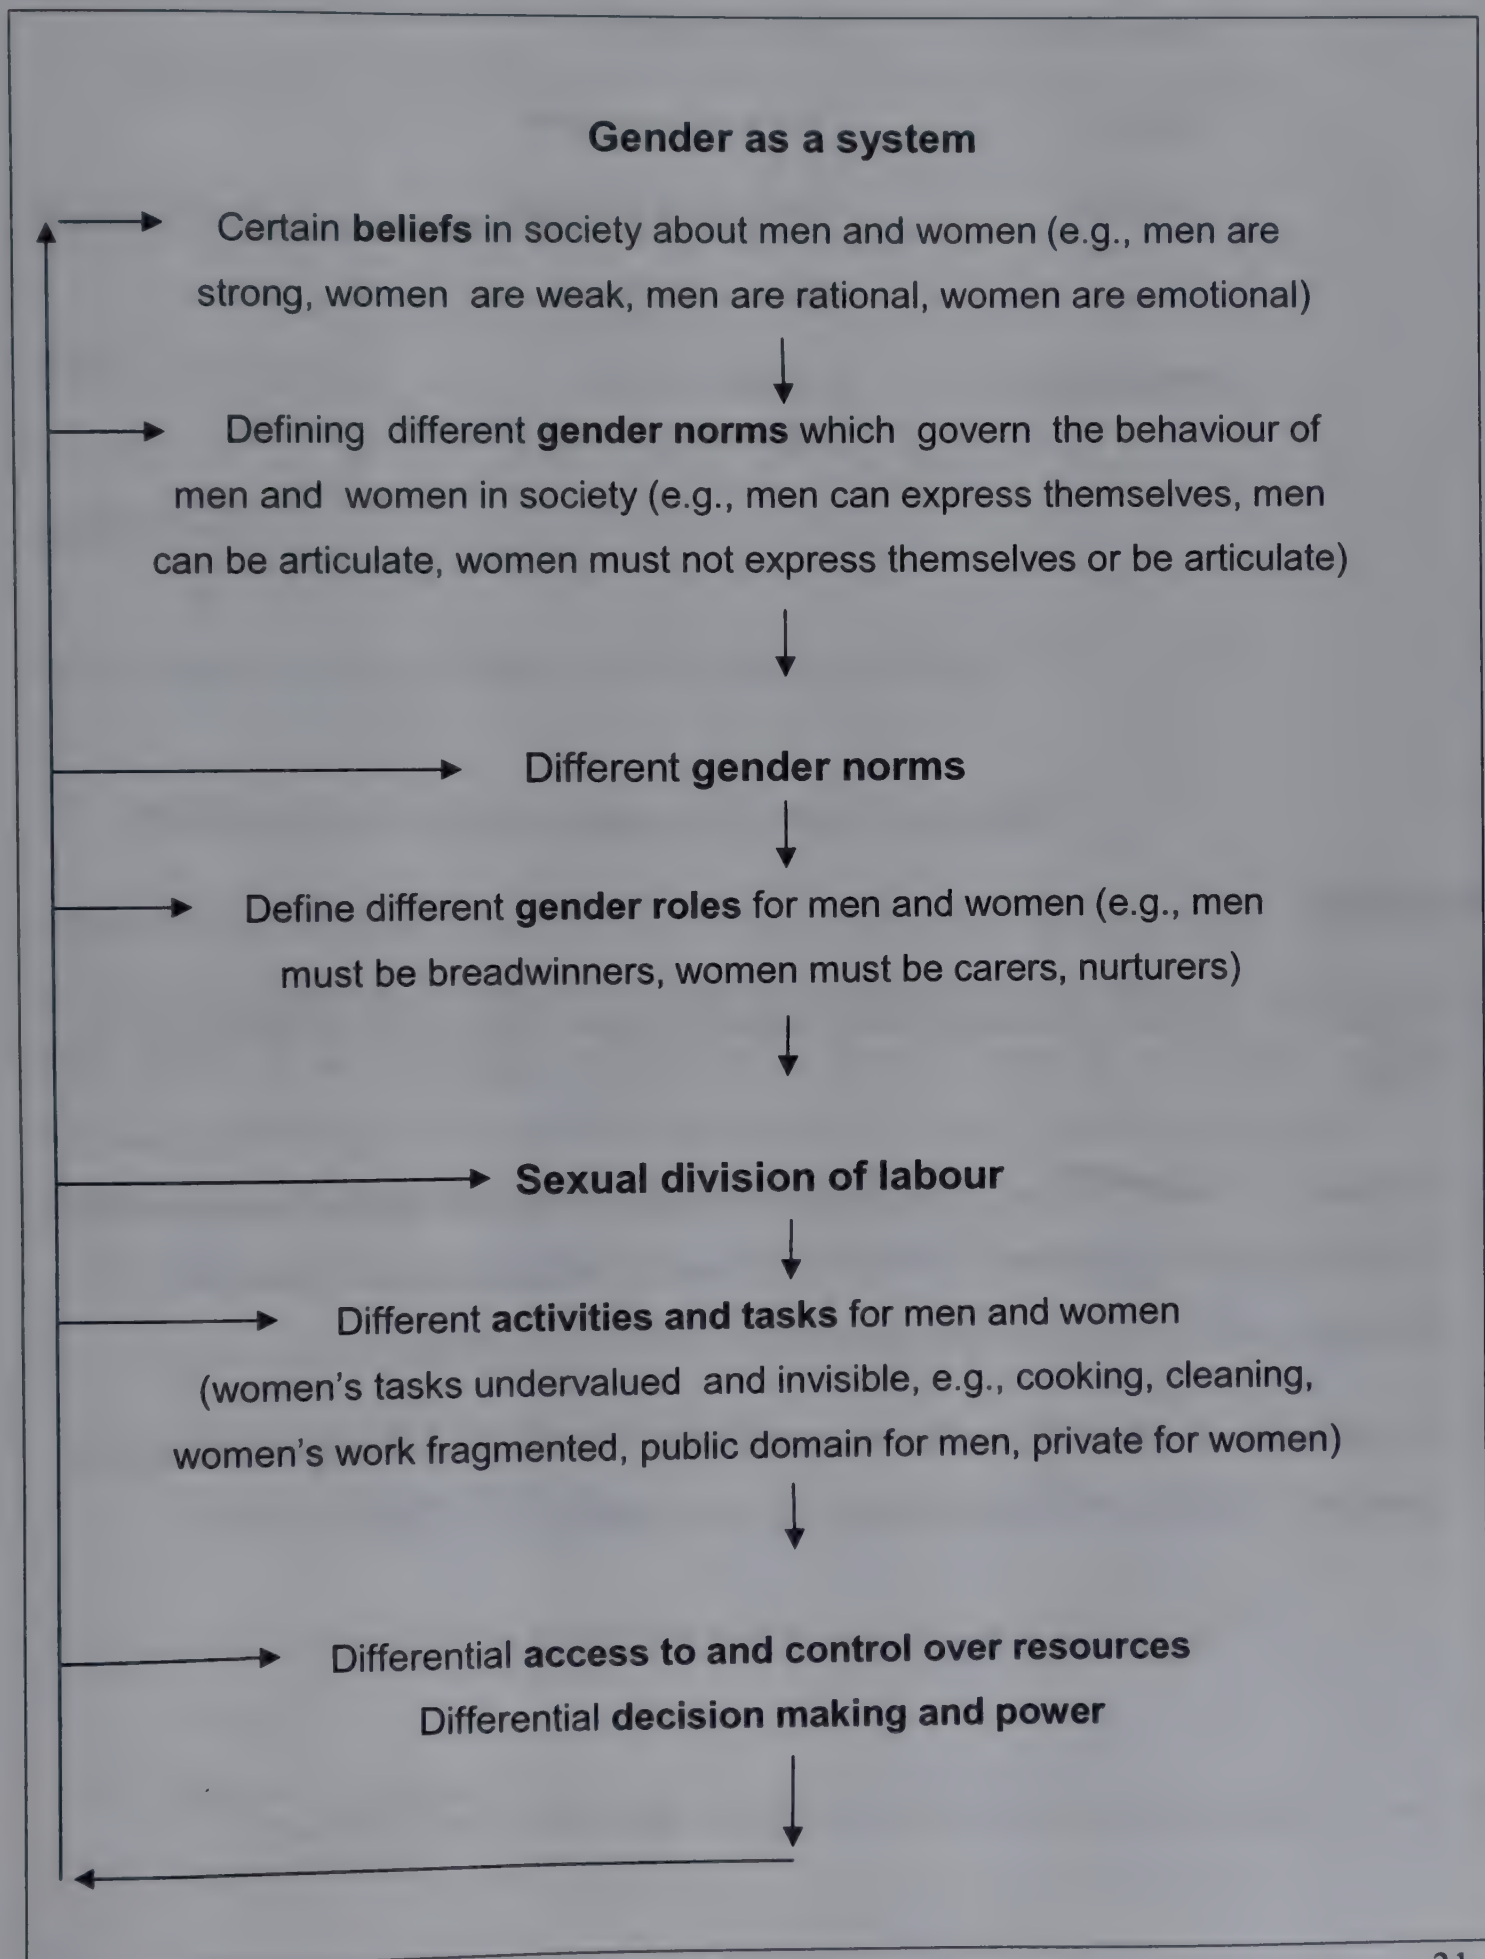 Gender as a system
Certain beliefs in society about men and women (e.g., men are
strong, women are weak, men are rational, women are emotional)
Defining different gender norms which govern the behaviour of
men and women in society (e.g., men can express themselves, men
can be articulate, women must not express themselves or be articulate)
Different gender norms
Define different gender roles for men and women (e.g., men
must be breadwinners, women must be carers, nurturers)
Sexual division of labour
Different activities and tasks for men and women
(women's tasks undervalued and invisible, e.g., cooking, cleaning,
women's work fragmented, public domain for men, private for women)
Differential access to and control over resources
Differential decision making and power